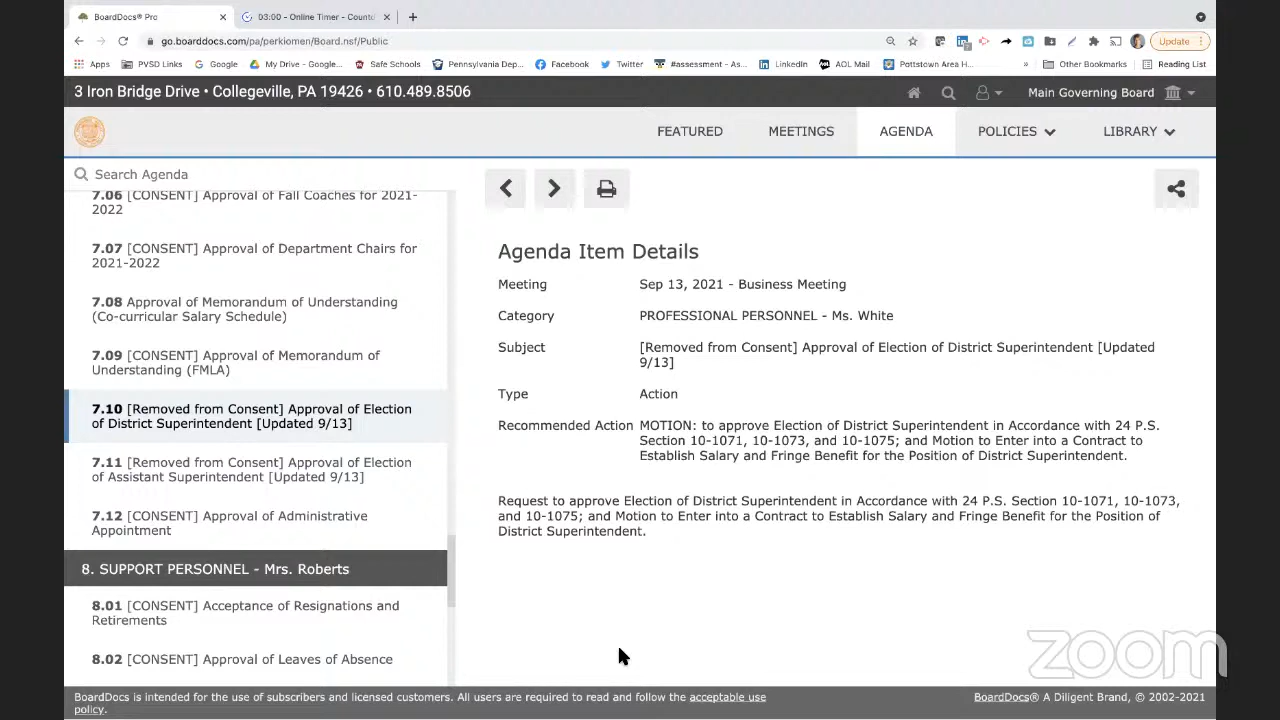 BoardDocs® Pro
03:00 - Online Timer - Count
go.boarddocs.com/pa/perkiomen/Board.nsf/Public
Update
Apps
PVSD Links
Google
My Drive - Google...
Safe Schools
Pennsylvania Dep...
Facebook
Twitter
#assessment - As...
LinkedIn
AOL Mail
Pottstown Area H...
»
Other Bookmarks
Reading List
3 Iron Bridge Drive • Collegeville, PA 19426 • 610.489.8506
Main Governing Board
FEATURED
MEETINGS
AGENDA
POLICIES
LIBRARY
Search Agenda
7.06 [CONSENT] Approval of Fall Coaches for 2021-
2022
7.07 [CONSENT] Approval of Department Chairs for
2021-2022
7.08 Approval of Memorandum of Understanding
(Co-curricular Salary Schedule)
7.09 [CONSENT] Approval of Memorandum of
Understanding (FMLA)
7.10 [Removed from Consent] Approval of Election
of District Superintendent [Updated 9/13]
7.11 [Removed from Consent] Approval of Election
of Assistant Superintendent [Updated 9/13]
7.12 [CONSENT] Approval of Administrative
Appointment
8. SUPPORT PERSONNEL - Mrs. Roberts
8.01 [CONSENT] Acceptance of Resignations and
Retirements
8.02 [CONSENT] Approval of Leaves of Absence
Agenda Item Details
Meeting Sep 13, 2021 - Business Meeting
Category PROFESSIONAL PERSONNEL - Ms. White
Subject [Removed from Consent] Approval of Election of District Superintendent [Updated
9/13]
Type Action
Recommended Action MOTION: to approve Election of District Superintendent in Accordance with 24 P.S.
Section 10-1071, 10-1073, and 10-1075; and Motion to Enter into a Contract to
Establish Salary and Fringe Benefit for the Position of District Superintendent.
Request to approve Election of District Superintendent in Accordance with 24 P.S. Section 10-1071, 10-1073,
and 10-1075; and Motion to Enter into a Contract to Establish Salary and Fringe Benefit for the Position of
District Superintendent.
zoom
BoardDocs is intended for the use of subscribers and licensed customers. All users are required to read and follow the acceptable use
policy.
BoardDocs® A Diligent Brand, © 2002-2021